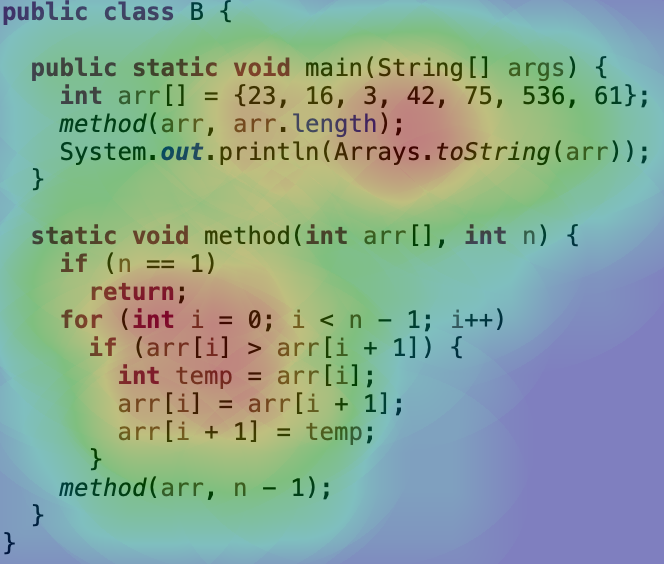 public class B {
  public static void main(String[] args) {
    int arr[] = {23, 16, 3, 42, 75, 536, 61};
    method(arr, arr.length);
    System.out.println(Arrays.toString(arr));
  }
  static void method(int arr[], int n) {
    if (n == 1)
      return;
    for (int i = 0; i < n - 1; i++)
      if (arr[i] > arr[i + 1]) {
        int temp = arr[i];
        arr[i] = arr[i + 1];
        arr[i + 1] = temp;
      }
    method(arr, n - 1);
  }
}